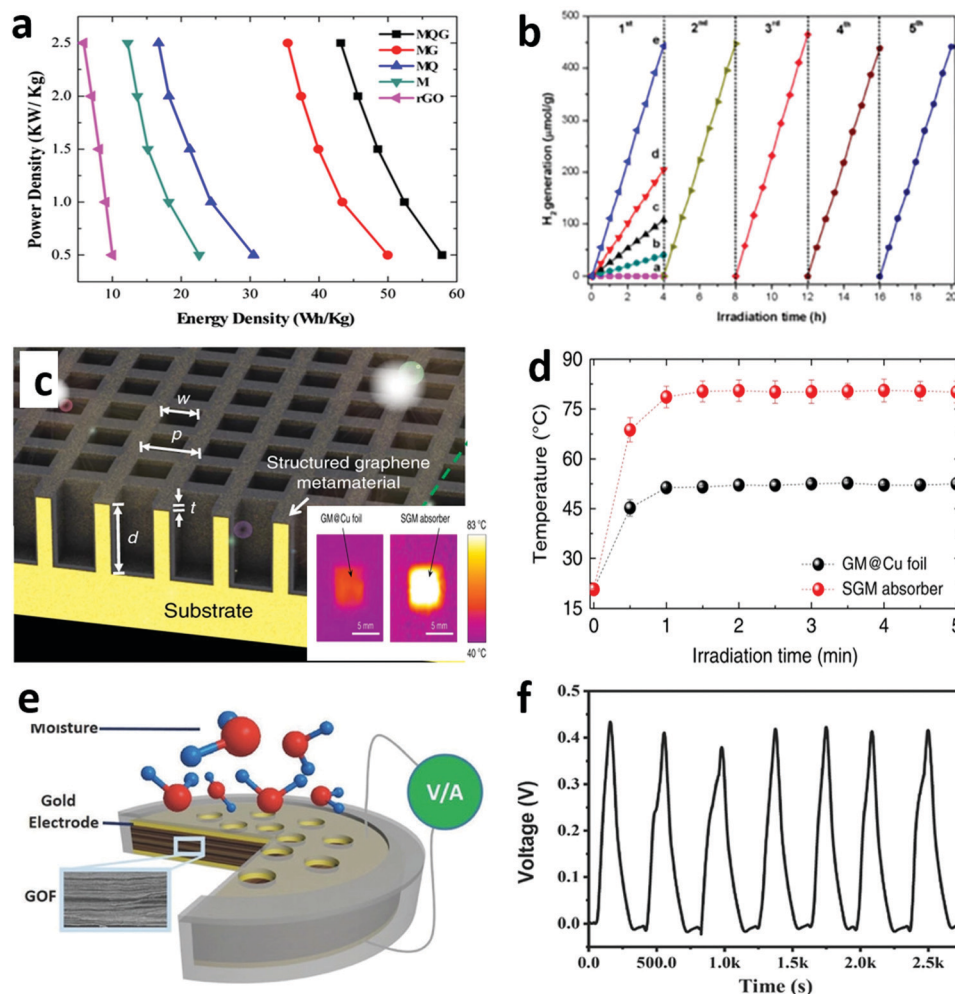 a
2.5
2.0
1.5
1.0
0.5
10
20
30
40
50
60
Power Density (KW/ Kg)
Energy Density (Wh/Kg)
MQG
MG
MQ
M
rGO
b
500
400
300
200
100
0
0
2
4
6
8
10
12
14
16
18
20
H2 generation (μmol/g)
Irradiation time (h)
1st
2nd
3rd
4th
5th
e
d
c
b
a
c
w
p
t
d
Structured graphene
metamaterial
Substrate
GM@Cu foil
SGM absorber
5 mm
5 mm
83 °C
40 °C
d
90
75
60
45
30
15
0
1
2
3
4
5
Temperature (°C)
Irradiation time (min)
GM@Cu foil
SGM absorber
e
Moisture
Gold
Electrode
GOF
V/A
f
0.5
0.4
0.3
0.2
0.1
0.0
0
500.0
1.0k
1.5k
2.0k
2.5k
Voltage (V)
Time (s)